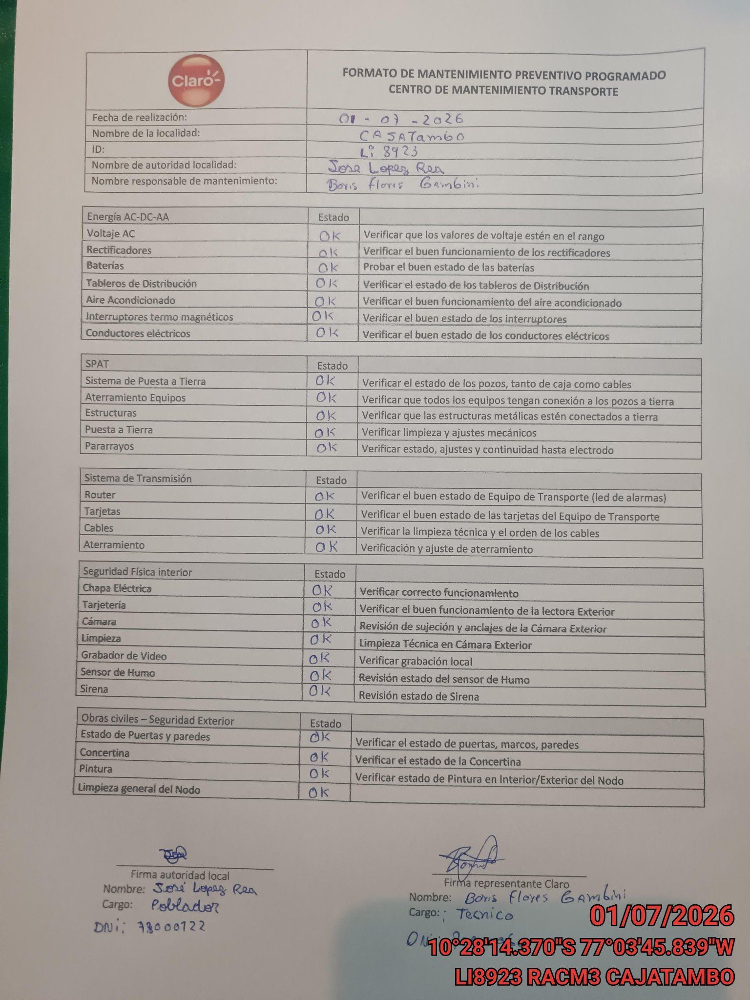 Claro
FORMATO DE MANTENIMIENTO PREVENTIVO PROGRAMADO
CENTRO DE MANTENIMIENTO TRANSPORTE
Fecha de realización: 01 - 07 - 2026
Nombre de la localidad: CASATambo
ID: Li 8923
Nombre de autoridad localidad: Jose Lopez Rea
Nombre responsable de mantenimiento: Boris Flores Gambini
Energía AC-DC-AA Estado
Voltaje AC OK Verificar que los valores de voltaje estén en el rango
Rectificadores OK Verificar el buen funcionamiento de los rectificadores
Baterías OK Probar el buen estado de las baterías
Tableros de Distribución OK Verificar el estado de los tableros de Distribución
Aire Acondicionado OK Verificar el buen funcionamiento del aire acondicionado
Interruptores termo magnéticos OK Verificar el buen estado de los interruptores
Conductores eléctricos OK Verificar el buen estado de los conductores eléctricos
SPAT Estado
Sistema de Puesta a Tierra OK Verificar el estado de los pozos, tanto de caja como cables
Aterramiento Equipos OK Verificar que todos los equipos tengan conexión a los pozos a tierra
Estructuras OK Verificar que las estructuras metálicas estén conectados a tierra
Puesta a Tierra OK Verificar limpieza y ajustes mecánicos
Pararrayos OK Verificar estado, ajustes y continuidad hasta electrodo
Sistema de Transmisión Estado
Router OK Verificar el buen estado de Equipo de Transporte (led de alarmas)
Tarjetas OK Verificar el buen estado de las tarjetas del Equipo de Transporte
Cables OK Verificar la limpieza técnica y el orden de los cables
Aterramiento OK Verificación y ajuste de aterramiento
Seguridad Física interior Estado
Chapa Eléctrica OK Verificar correcto funcionamiento
Tarjetería OK Verificar el buen funcionamiento de la lectora Exterior
Cámara OK Revisión de sujeción y anclajes de la Cámara Exterior
Limpieza OK Limpieza Técnica en Cámara Exterior
Grabador de Video OK Verificar grabación local
Sensor de Humo OK Revisión estado del sensor de Humo
Sirena OK Revisión estado de Sirena
Obras civiles – Seguridad Exterior Estado
Estado de Puertas y paredes OK Verificar el estado de puertas, marcos, paredes
Concertina OK Verificar el estado de la Concertina
Pintura OK Verificar estado de Pintura en Interior/Exterior del Nodo
Limpieza general del Nodo OK
Firma autoridad local
Nombre: José Lopez Rea
Cargo: Poblador
DNi: 78000122
Firma representante Claro
Nombre: Boris Flores Gambini
Cargo: : Tecnico
DNi:
01/07/2026
10°28'14.370"S 77°03'45.839"W
LI8923 RACM3 CAJATAMBO